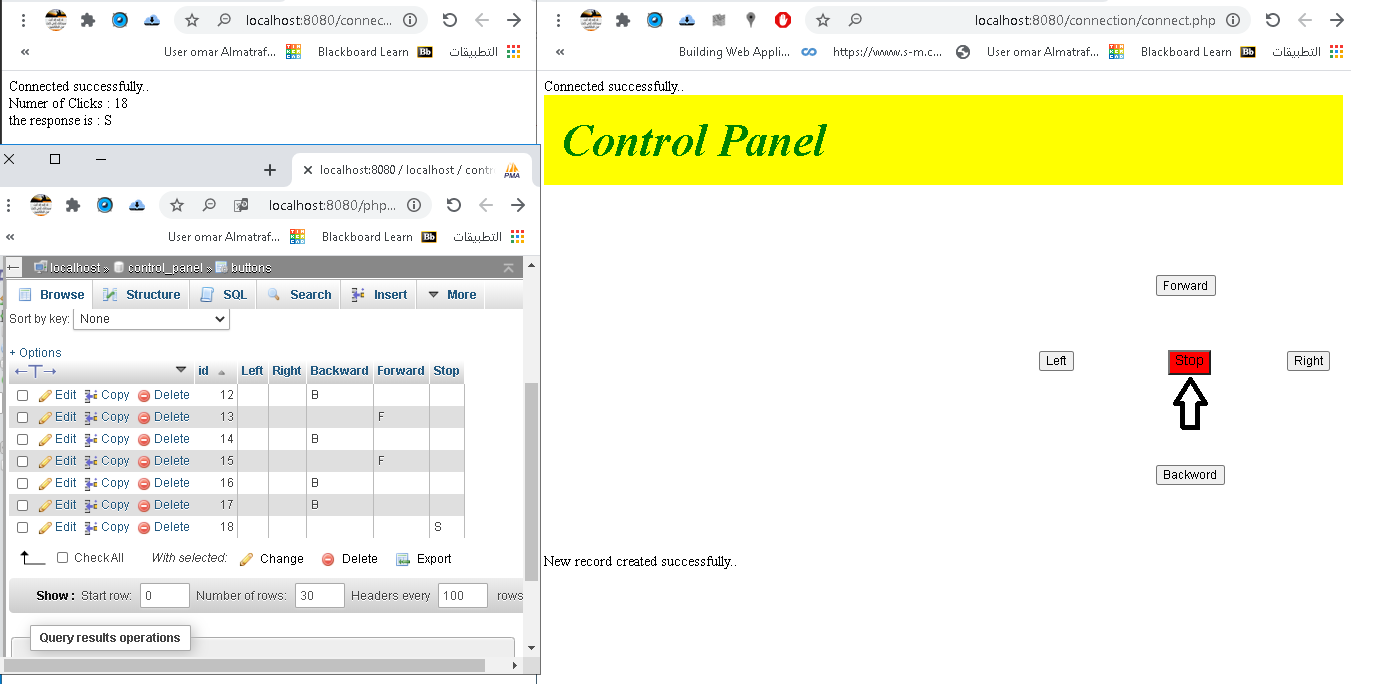 localhost:8080/connec...
« User omar Almatraf... Blackboard Learn Bb التطبيقات
Connected successfully..
Numer of Clicks : 18
the response is : S
localhost:8080 / localhost / contr PMA
localhost:8080/php...
« User omar Almatraf... Blackboard Learn Bb التطبيقات
localhost » control_panel » buttons
Browse Structure SQL Search Insert More
Sort by key: None
+ Options
←T→ id Left Right Backward Forward Stop
Edit Copy Delete 12 B
Edit Copy Delete 13 F
Edit Copy Delete 14 B
Edit Copy Delete 15 F
Edit Copy Delete 16 B
Edit Copy Delete 17 B
Edit Copy Delete 18 S
Check All With selected: Change Delete Export
Show : Start row: 0 Number of rows: 30 Headers every 100 rows
Query results operations
localhost:8080/connection/connect.php
« Building Web Appli... https://www.s-m.c... User omar Almatraf... Blackboard Learn Bb التطبيقات
Connected successfully..
Control Panel
Forward
Left Stop Right
Backword
New record created successfully..